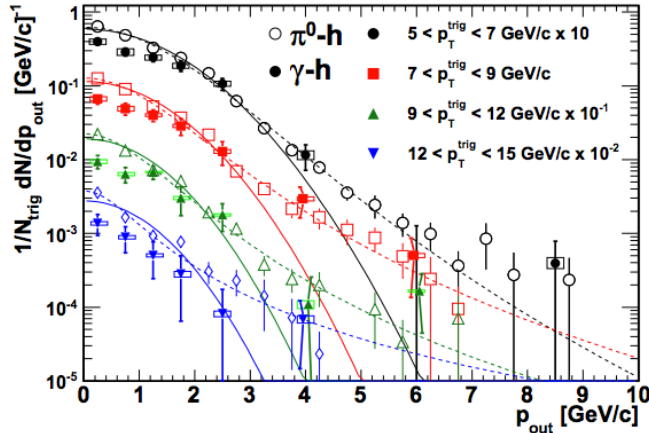 1/N_trig dN/dp_out [GeV/c]⁻¹
1
10⁻¹
10⁻²
10⁻³
10⁻⁴
10⁻⁵
π⁰-h
γ-h
5 < p_T^trig < 7 GeV/c x 10
7 < p_T^trig < 9 GeV/c
9 < p_T^trig < 12 GeV/c x 10⁻¹
12 < p_T^trig < 15 GeV/c x 10⁻²
0 1 2 3 4 5 6 7 8 9 10
p_out [GeV/c]